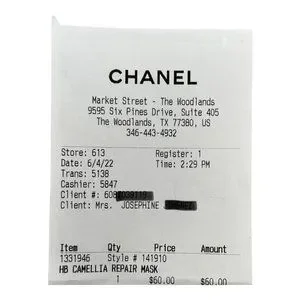 CHANEL
Market Street - The Woodlands
9595 Six Pines Drive, Suite 405
The Woodlands, TX 77380, US
346-443-4932
Store: 613 Register: 1
Date: 6/4/22 Time: 2:29 PM
Trans: 5138
Cashier: 5847
Client #:
Client: Mrs. JOSEPHINE
Item Qty Price Amount
1331946 Style # 141910
HB CAMELLIA REPAIR MASK
1 $60.00 $60.00